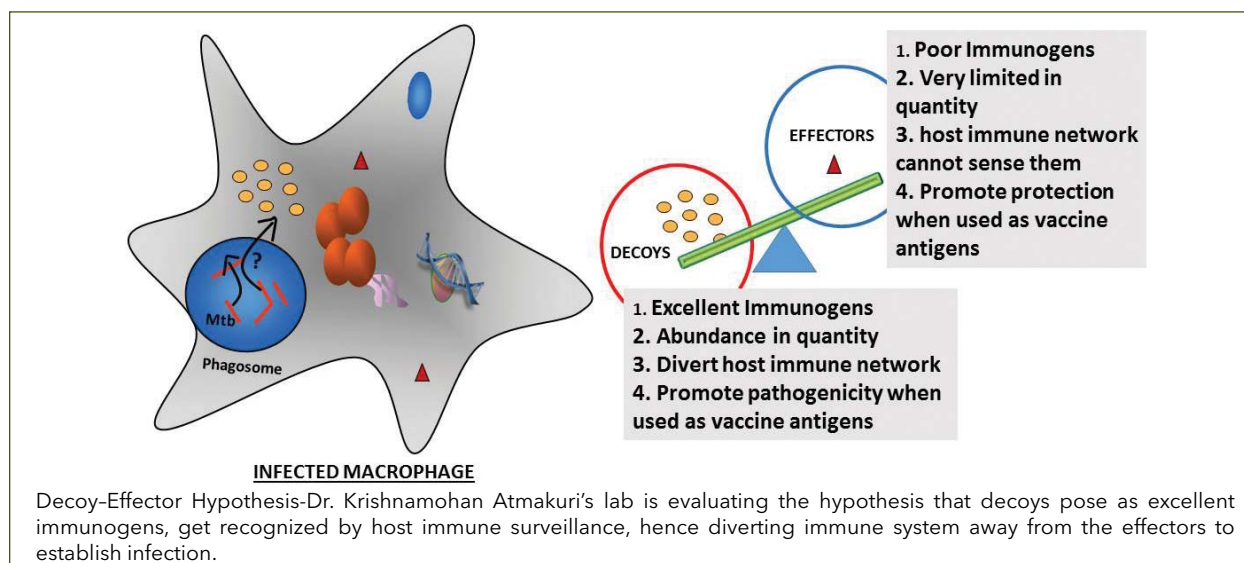 ?
Mtb
Phagosome
INFECTED MACROPHAGE
DECOYS
EFFECTORS
1. Poor Immunogens
2. Very limited in
quantity
3. host immune network
cannot sense them
4. Promote protection
when used as vaccine
antigens
1. Excellent Immunogens
2. Abundance in quantity
3. Divert host immune network
4. Promote pathogenicity when
used as vaccine antigens
Decoy–Effector Hypothesis-Dr. Krishnamohan Atmakuri's lab is evaluating the hypothesis that decoys pose as excellent
immunogens, get recognized by host immune surveillance, hence diverting immune system away from the effectors to
establish infection.